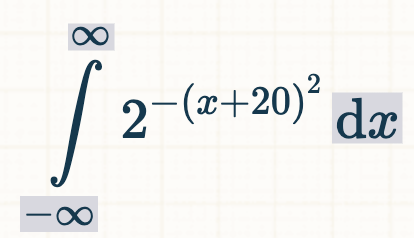 ∫_{-∞}^{∞} 2^{-(x+20)^2} dx